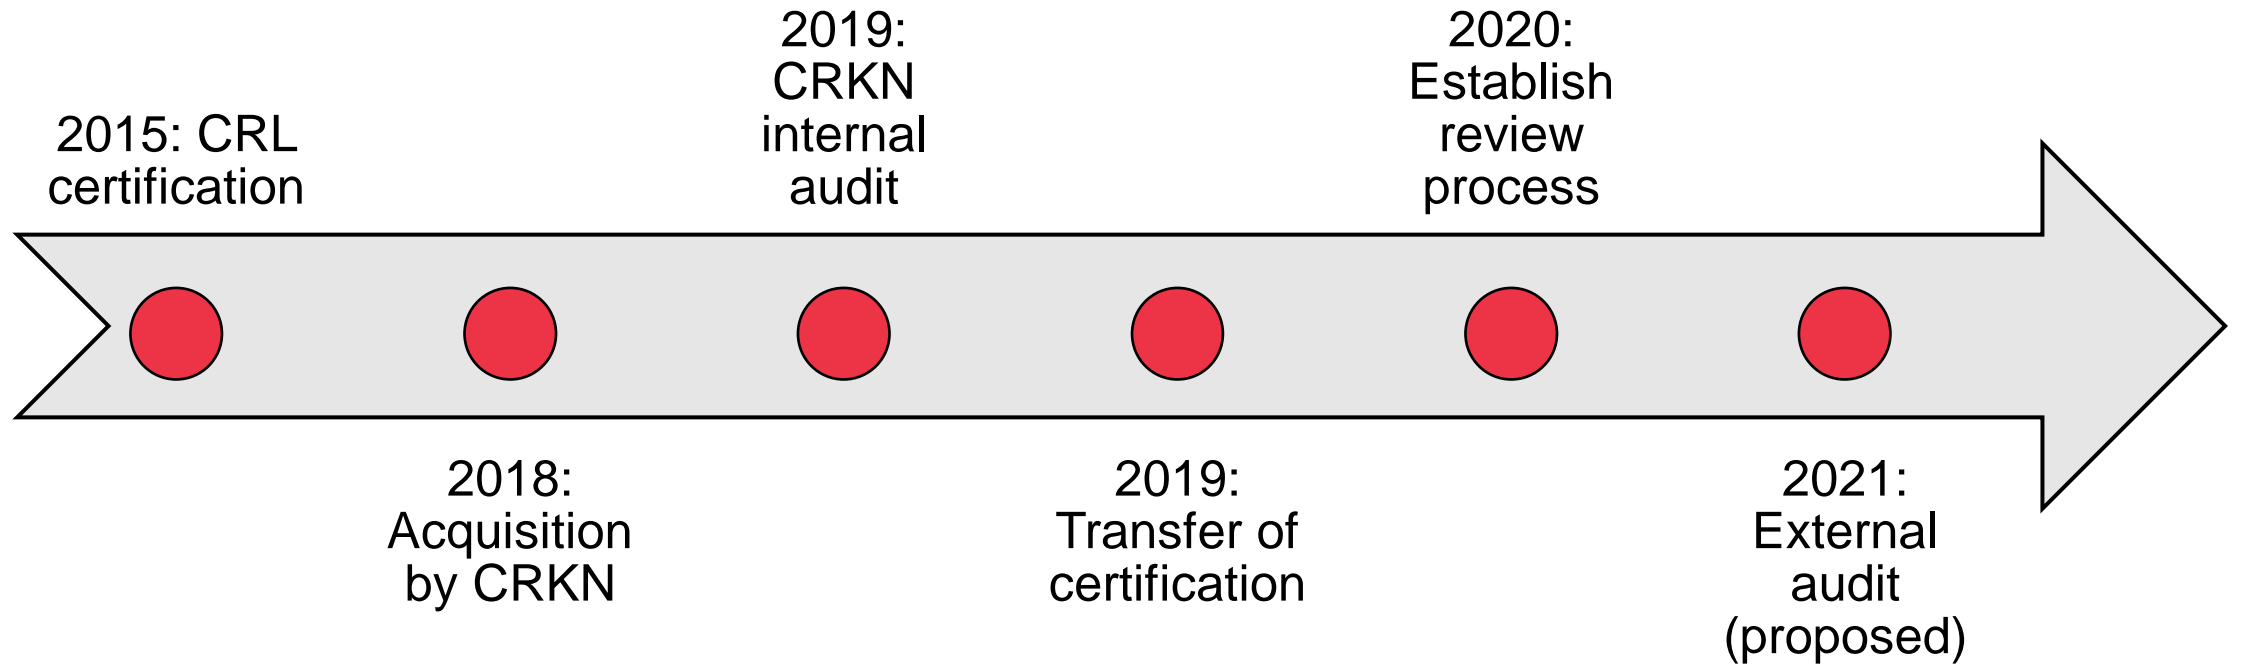 2015: CRL
certification
2018:
Acquisition
by CRKN
2019:
CRKN
internal
audit
2019:
Transfer of
certification
2020:
Establish
review
process
2021:
External
audit
(proposed)